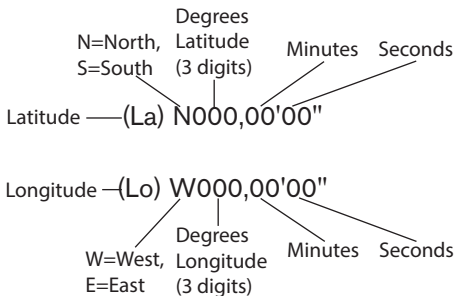 Degrees
N=North, Latitude Minutes Seconds
S=South (3 digits)
Latitude (La) N000,00'00"
Longitude (Lo) W000,00'00"
Degrees
W=West, Longitude Minutes Seconds
E=East (3 digits)